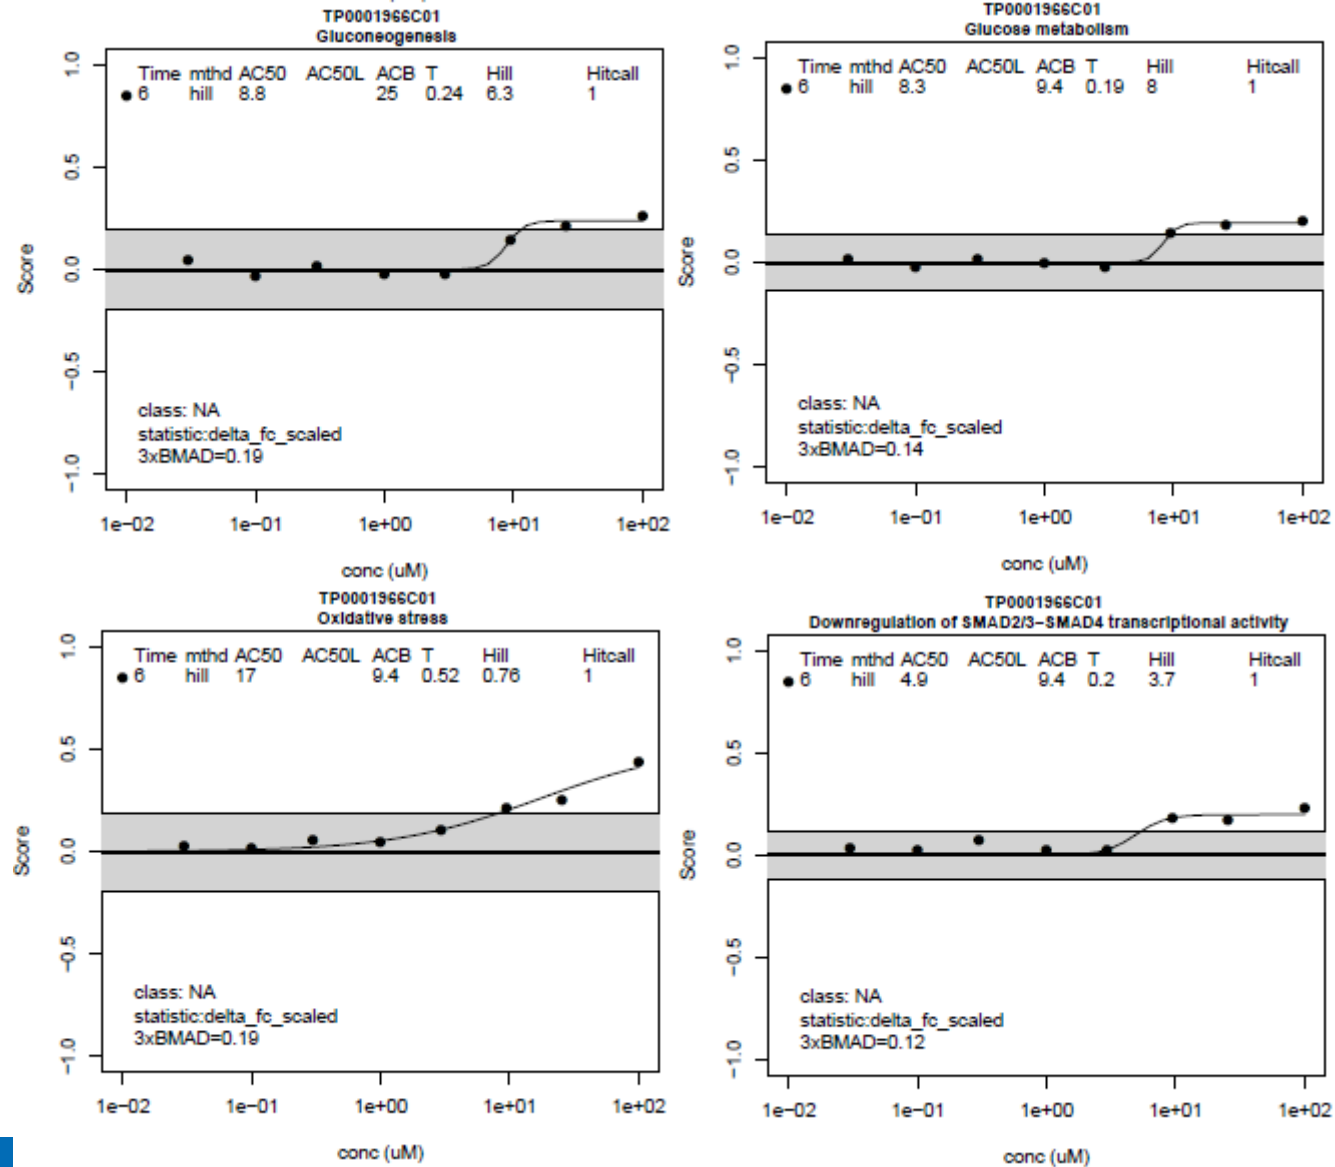 TP0001966C01
Gluconeogenesis
Time mthd AC50 AC50L ACB T Hill Hitcall
6 hill 8.8 25 0.24 6.3 1
1.0
0.5
0.0
−0.5
−1.0
Score
class: NA
statistic:delta_fc_scaled
3xBMAD=0.19
1e−02 1e−01 1e+00 1e+01 1e+02
conc (uM)
TP0001966C01
Glucose metabolism
Time mthd AC50 AC50L ACB T Hill Hitcall
6 hill 8.3 9.4 0.19 8 1
1.0
0.5
0.0
−0.5
−1.0
Score
class: NA
statistic:delta_fc_scaled
3xBMAD=0.14
1e−02 1e−01 1e+00 1e+01 1e+02
conc (uM)
TP0001966C01
Oxidative stress
Time mthd AC50 AC50L ACB T Hill Hitcall
6 hill 17 9.4 0.52 0.76 1
1.0
0.5
0.0
−0.5
−1.0
Score
class: NA
statistic:delta_fc_scaled
3xBMAD=0.19
1e−02 1e−01 1e+00 1e+01 1e+02
conc (uM)
TP0001966C01
Downregulation of SMAD2/3−SMAD4 transcriptional activity
Time mthd AC50 AC50L ACB T Hill Hitcall
6 hill 4.9 9.4 0.2 3.7 1
1.0
0.5
0.0
−0.5
−1.0
Score
class: NA
statistic:delta_fc_scaled
3xBMAD=0.12
1e−02 1e−01 1e+00 1e+01 1e+02
conc (uM)